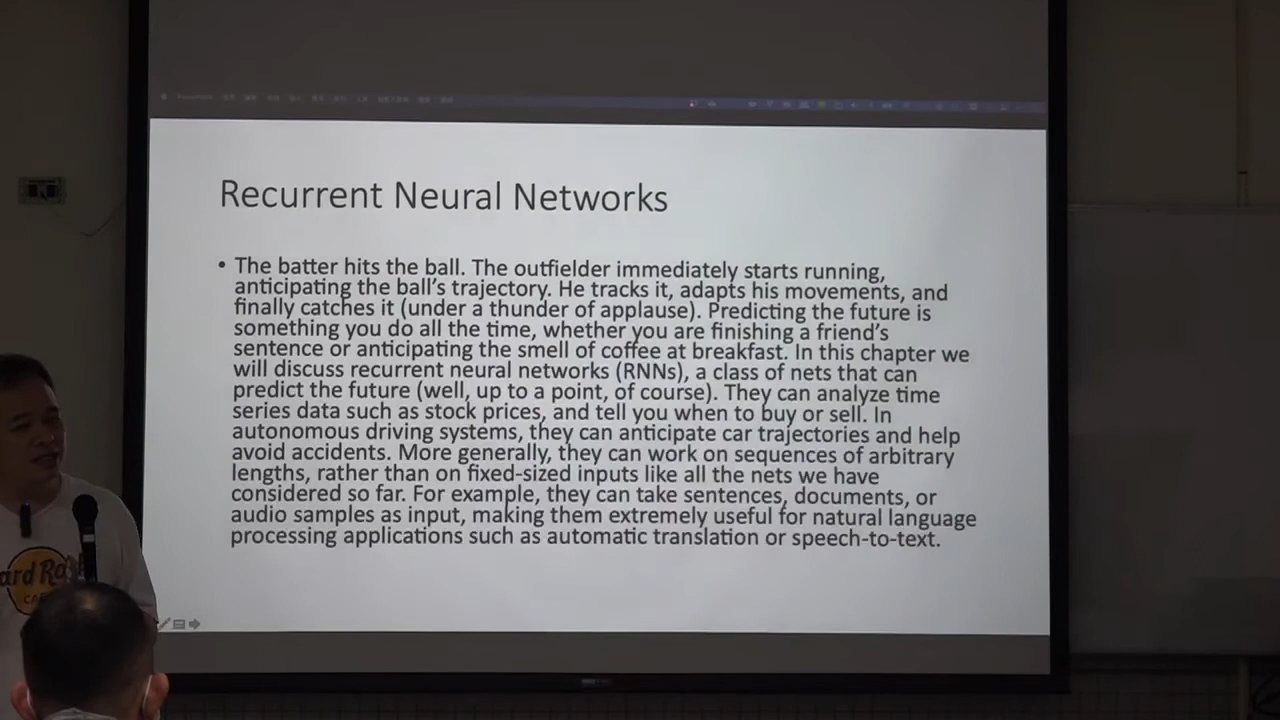 Recurrent Neural Networks
• The batter hits the ball. The outfielder immediately starts running,
anticipating the ball's trajectory. He tracks it, adapts his movements, and
finally catches it (under a thunder of applause). Predicting the future is
something you do all the time, whether you are finishing a friend's
sentence or anticipating the smell of coffee at breakfast. In this chapter we
will discuss recurrent neural networks (RNNs), a class of nets that can
predict the future (well, up to a point, of course). They can analyze time
series data such as stock prices, and tell you when to buy or sell. In
autonomous driving systems, they can anticipate car trajectories and help
avoid accidents. More generally, they can work on sequences of arbitrary
lengths, rather than on fixed-sized inputs like all the nets we have
considered so far. For example, they can take sentences, documents, or
audio samples as input, making them extremely useful for natural language
processing applications such as automatic translation or speech-to-text.